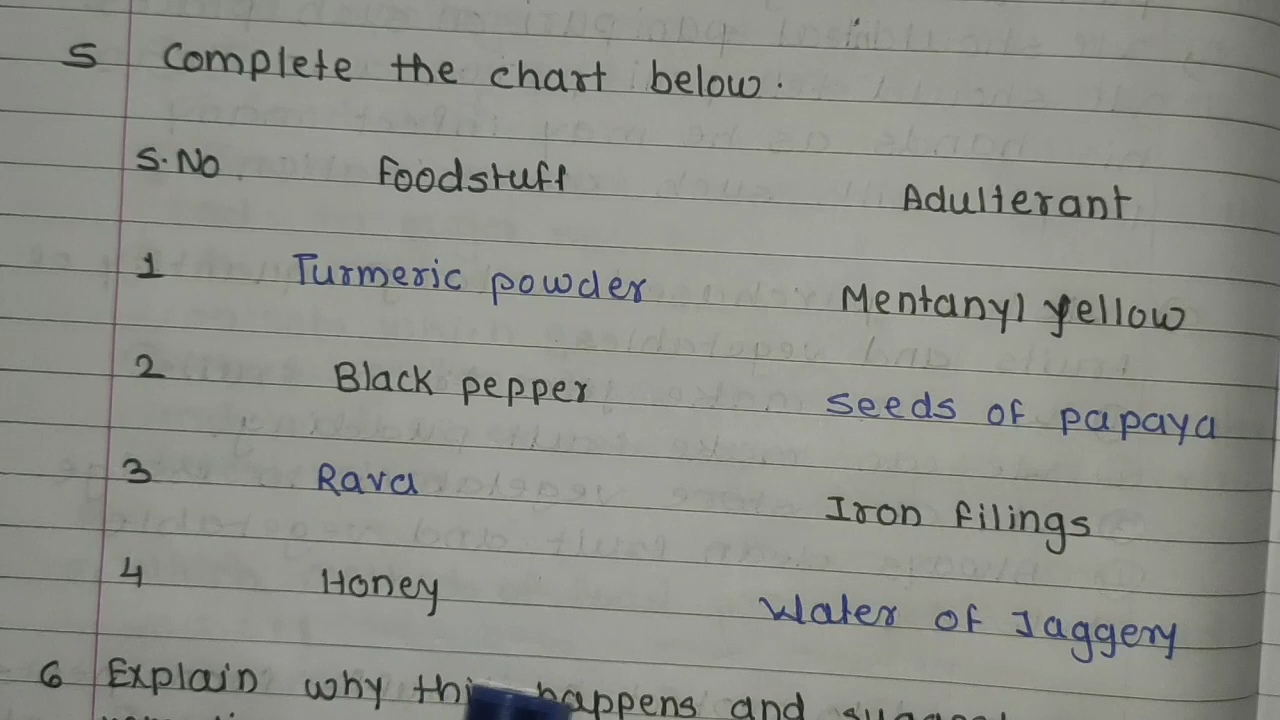 5 Complete the chart below.
S.No Foodstuff Adulterant
1 Turmeric powder Mentanyl yellow
2 Black pepper seeds of papaya
3 Rava Iron filings
4 Honey Water of Jaggery
6 Explain why happens and